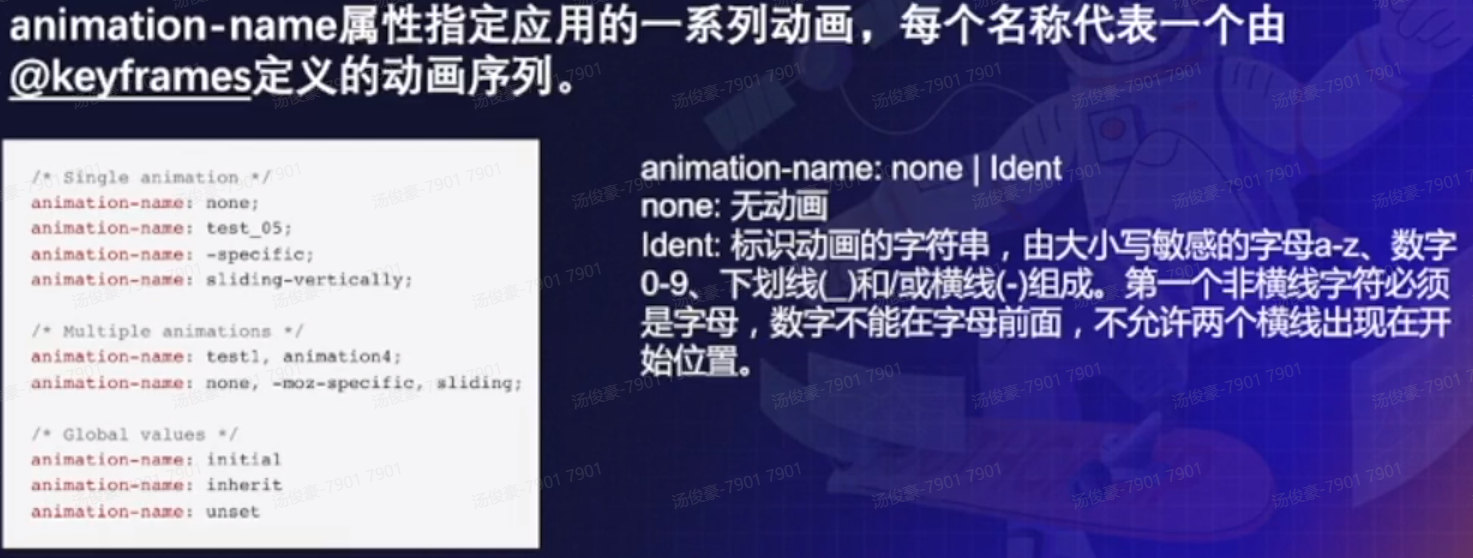 animation-name属性指定应用的一系列动画，每个名称代表一个由
@keyframes定义的动画序列。
/* Single animation */
animation-name: none;
animation-name: test_05;
animation-name: -specific;
animation-name: sliding-vertically;
/* Multiple animations */
animation-name: test1, animation4;
animation-name: none, -moz-specific, sliding;
/* Global values */
animation-name: initial
animation-name: inherit
animation-name: unset
animation-name: none | Ident
none: 无动画
Ident: 标识动画的字符串，由大小写敏感的字母a-z、数字
0-9、下划线(_)和/或横线(-)组成。第一个非横线字符必须
是字母，数字不能在字母前面，不允许两个横线出现在开
始位置。
汤俊豪-7901 7901